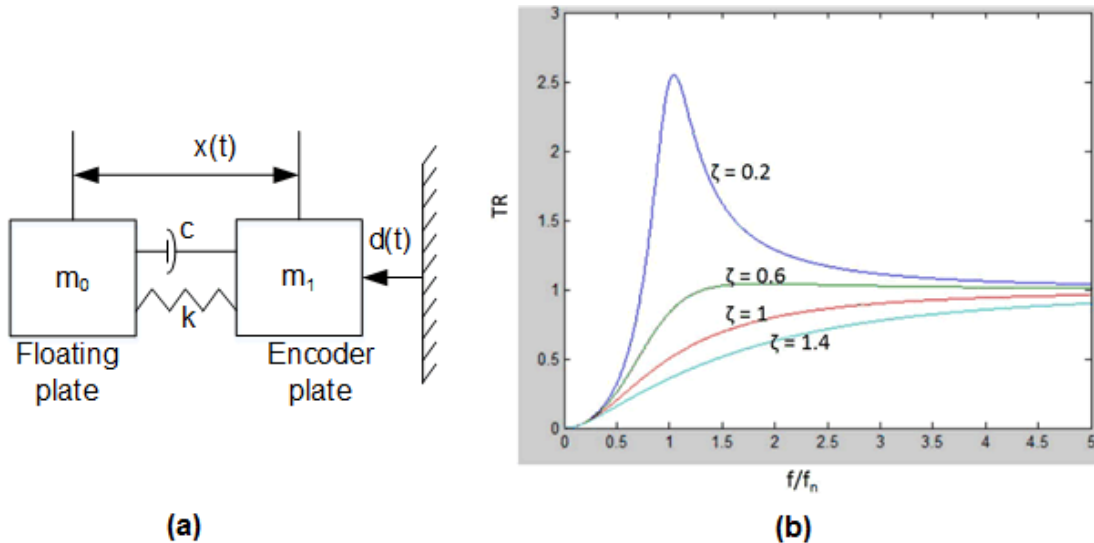 x(t)
c
d(t)
m₀
m₁
k
Floating
plate
Encoder
plate
(a)
3
2.5
2
1.5
1
0.5
0
TR
ζ = 0.2
ζ = 0.6
ζ = 1
ζ = 1.4
0 0.5 1 1.5 2 2.5 3 3.5 4 4.5 5
f/fₙ
(b)